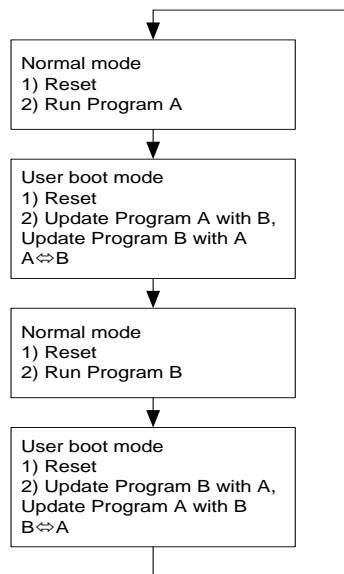 Normal mode
1) Reset
2) Run Program A
User boot mode
1) Reset
2) Update Program A with B,
Update Program B with A
A⇔B
Normal mode
1) Reset
2) Run Program B
User boot mode
1) Reset
2) Update Program B with A,
Update Program A with B
B⇔A